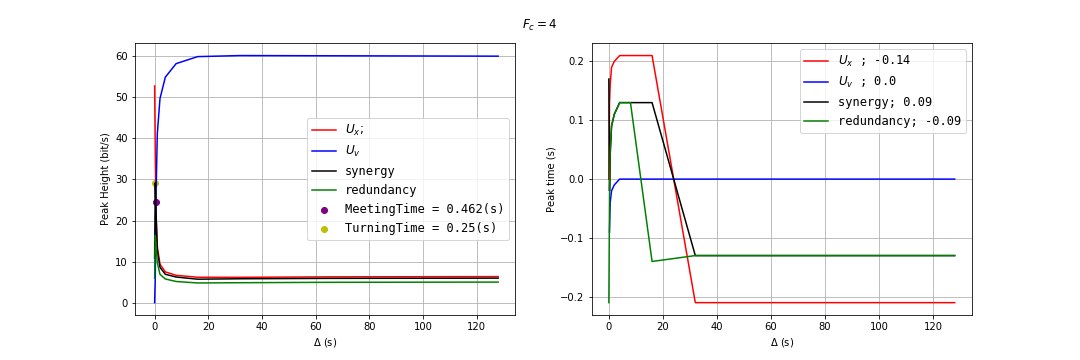 F_c = 4
Peak Height (bit/s)
60
50
40
30
20
10
0
U_x;
U_v
synergy
redundancy
MeetingTime = 0.462(s)
TurningTime = 0.25(s)
0 20 40 60 80 100 120
Δ (s)
Peak time (s)
0.2
0.1
0.0
−0.1
−0.2
U_x ; -0.14
U_v ; 0.0
synergy; 0.09
redundancy; -0.09
0 20 40 60 80 100 120
Δ (s)